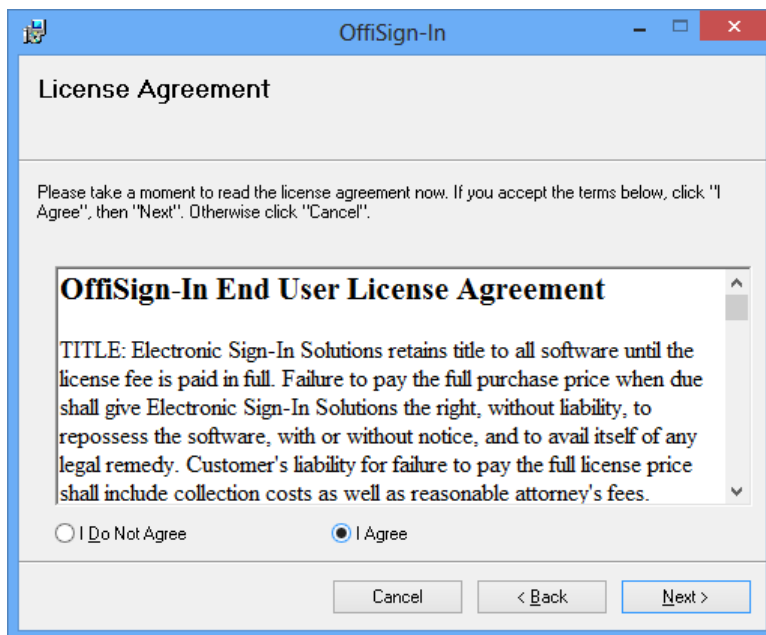 OffiSign-In
License Agreement
Please take a moment to read the license agreement now. If you accept the terms below, click "I
Agree", then "Next". Otherwise click "Cancel".
OffiSign-In End User License Agreement
TITLE: Electronic Sign-In Solutions retains title to all software until the
license fee is paid in full. Failure to pay the full purchase price when due
shall give Electronic Sign-In Solutions the right, without liability, to
repossess the software, with or without notice, and to avail itself of any
legal remedy. Customer's liability for failure to pay the full license price
shall include collection costs as well as reasonable attorney's fees.
I Do Not Agree
I Agree
Cancel
< Back
Next >